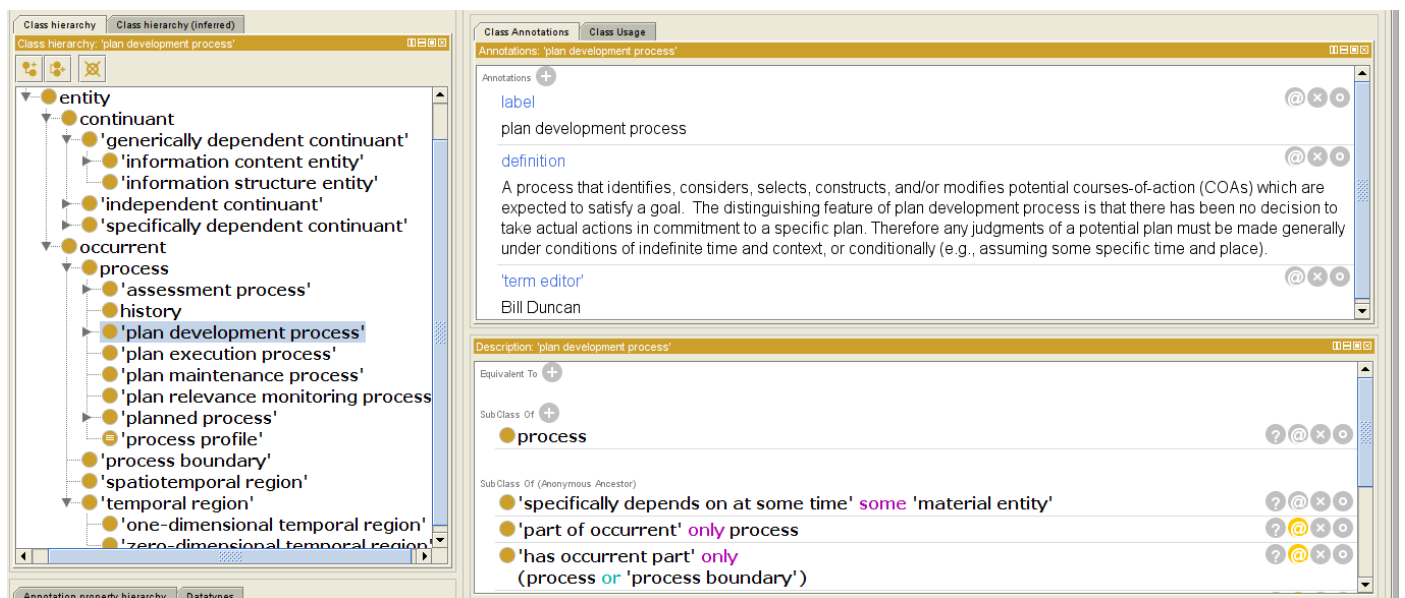 Class hierarchy Class hierarchy (inferred)
Class hierarchy: 'plan development process'
entity
continuant
'generically dependent continuant'
'information content entity'
'information structure entity'
'independent continuant'
'specifically dependent continuant'
occurrent
process
'assessment process'
history
'plan development process'
'plan execution process'
'plan maintenance process'
'plan relevance monitoring process
'planned process'
'process profile'
'process boundary'
'spatiotemporal region'
'temporal region'
'one-dimensional temporal region'
'zero-dimensional temporal region'
Annotation property hierarchy Datatypes
Class Annotations Class Usage
Annotations: 'plan development process'
Annotations
label
plan development process
definition
A process that identifies, considers, selects, constructs, and/or modifies potential courses-of-action (COAs) which are
expected to satisfy a goal. The distinguishing feature of plan development process is that there has been no decision to
take actual actions in commitment to a specific plan. Therefore any judgments of a potential plan must be made generally
under conditions of indefinite time and context, or conditionally (e.g., assuming some specific time and place).
'term editor'
Bill Duncan
Description: 'plan development process'
Equivalent To
SubClass Of
process
SubClass Of (Anonymous Ancestor)
'specifically depends on at some time' some 'material entity'
'part of occurrent' only process
'has occurrent part' only
(process or 'process boundary')